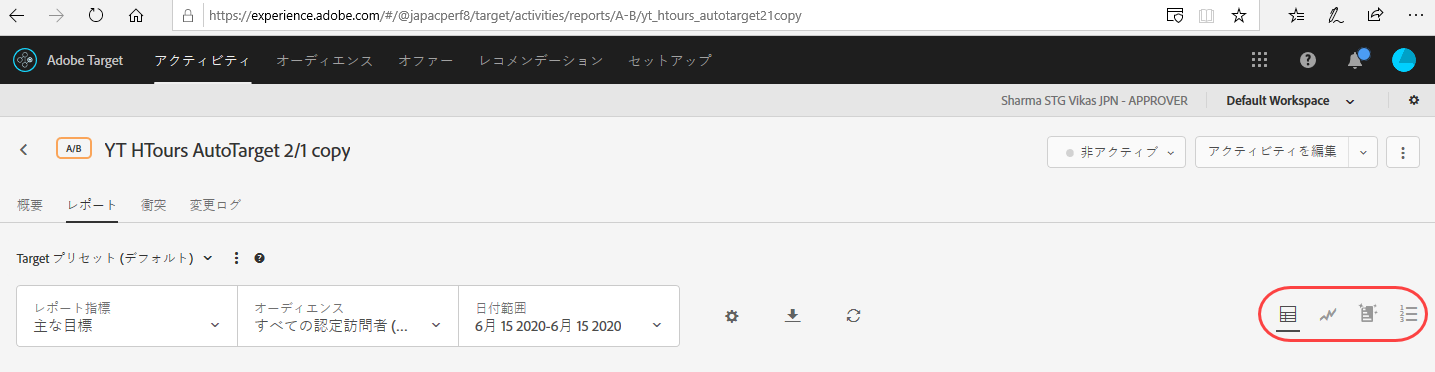 https://experience.adobe.com/#/@japacperf8/target/activities/reports/A-B/yt_htours_autotarget21copy
Adobe Target アクティビティ オーディエンス オファー レコメンデーション セットアップ
Sharma STG Vikas JPN - APPROVER Default Workspace
A/B YT HTours AutoTarget 2/1 copy 非アクティブ アクティビティを編集
概要 レポート 衝突 変更ログ
Target プリセット (デフォルト)
レポート指標 オーディエンス 日付範囲
主な目標 すべての認定訪問者 (... 6月 15 2020-6月 15 2020